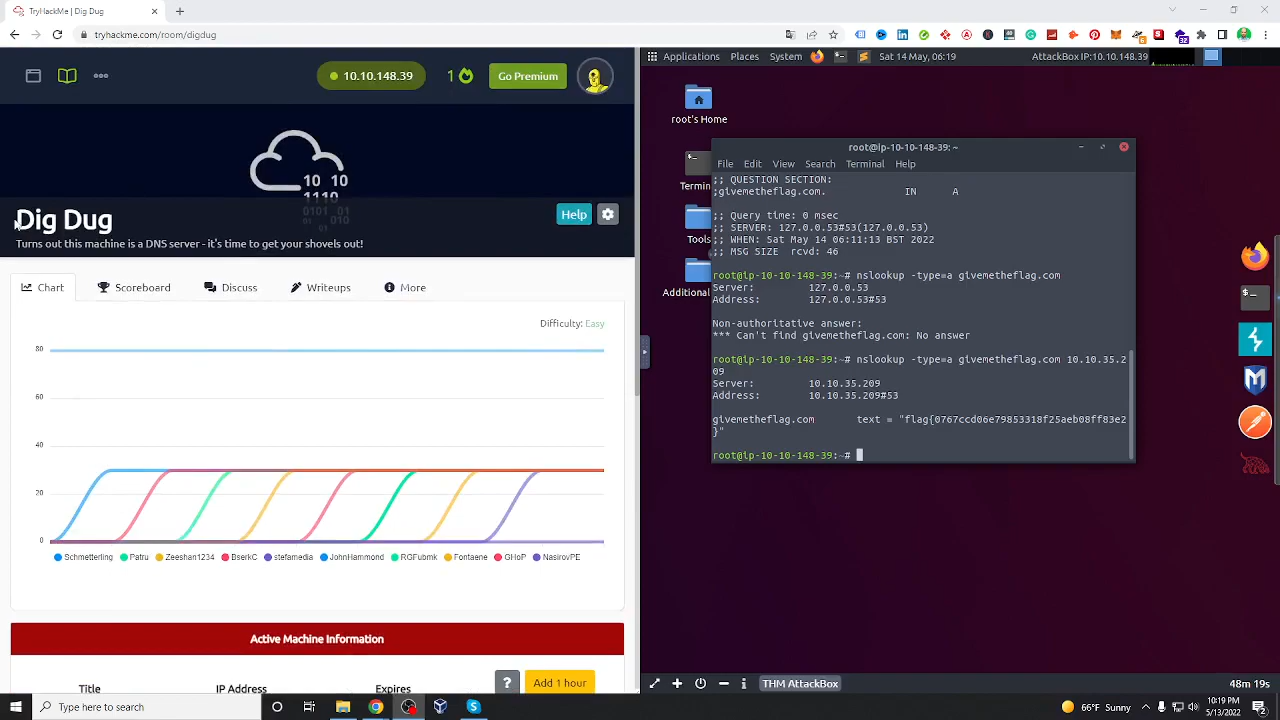 TryHackMe | Dig Dug
tryhackme.com/room/digdug
10.10.148.39
1
Go Premium
10 10
1110
0101 01
01 010
01
Dig Dug
Help
Turns out this machine is a DNS server - it's time to get your shovels out!
Chart
Scoreboard
Discuss
Writeups
More
Difficulty: Easy
80
60
40
20
0
Schmetterling
Patru
Zeeshan1234
BserkC
stefamedia
JohnHammond
RGFubmk
Fontaene
GHoP
NasirovPE
Active Machine Information
Title
IP Address
Expires
?
Add 1 hour
Applications
Places
System
Sat 14 May, 06:19
AttackBox IP:10.10.148.39
root's Home
Tools
root@ip-10-10-148-39: ~
File
Edit
View
Search
Terminal
Help
;; QUESTION SECTION:
;givemetheflag.com. IN A
;; Query time: 0 msec
;; SERVER: 127.0.0.53#53(127.0.0.53)
;; WHEN: Sat May 14 06:11:13 BST 2022
;; MSG SIZE rcvd: 46
root@ip-10-10-148-39:~# nslookup -type=a givemetheflag.com
Server: 127.0.0.53
Address: 127.0.0.53#53
Non-authoritative answer:
*** Can't find givemetheflag.com: No answer
root@ip-10-10-148-39:~# nslookup -type=a givemetheflag.com 10.10.35.2
09
Server: 10.10.35.209
Address: 10.10.35.209#53
givemetheflag.com text = "flag{0767ccd06e79853318f25aeb08ff83e2
}"
root@ip-10-10-148-39:~#
THM AttackBox
48m 19s
Type here to search
66°F Sunny
10:19 PM
5/13/2022